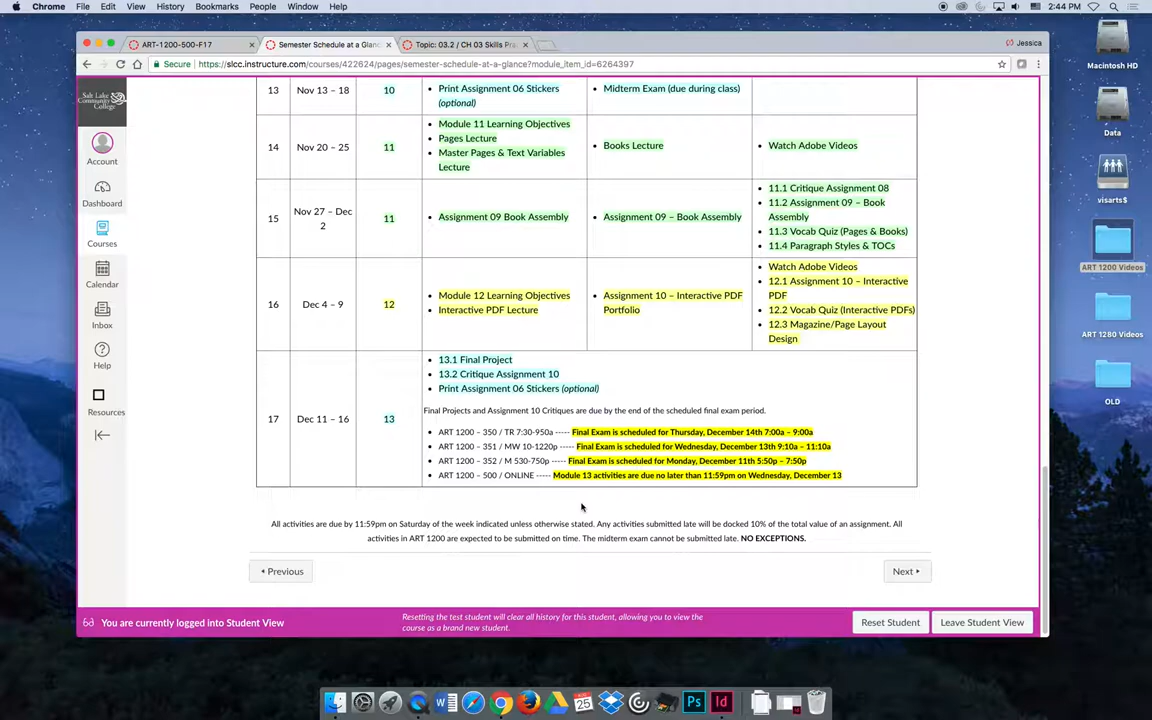 Chrome File Edit View History Bookmarks People Window Help 2:44 PM
ART-1200-500-F17
Semester Schedule at a Glanc
Topic: 03.2 / CH 03 Skills Pra
Jessica
Secure https://slcc.instructure.com/courses/422624/pages/semester-schedule-at-a-glance?module_item_id=6264397
Salt Lake
Community
College
Account
Dashboard
Courses
Calendar
Inbox
Help
Resources
13
Nov 13 – 18
10
Print Assignment 06 Stickers
(optional)
Midterm Exam (due during class)
14
Nov 20 – 25
11
Module 11 Learning Objectives
Pages Lecture
Master Pages & Text Variables
Lecture
Books Lecture
Watch Adobe Videos
15
Nov 27 – Dec
2
11
Assignment 09 Book Assembly
Assignment 09 – Book Assembly
11.1 Critique Assignment 08
11.2 Assignment 09 – Book
Assembly
11.3 Vocab Quiz (Pages & Books)
11.4 Paragraph Styles & TOCs
16
Dec 4 – 9
12
Module 12 Learning Objectives
Interactive PDF Lecture
Assignment 10 – Interactive PDF
Portfolio
Watch Adobe Videos
12.1 Assignment 10 – Interactive
PDF
12.2 Vocab Quiz (Interactive PDFs)
12.3 Magazine/Page Layout
Design
17
Dec 11 – 16
13
13.1 Final Project
13.2 Critique Assignment 10
Print Assignment 06 Stickers (optional)
Final Projects and Assignment 10 Critiques are due by the end of the scheduled final exam period.
ART 1200 – 350 / TR 7:30-950a ----- Final Exam is scheduled for Thursday, December 14th 7:00a – 9:00a
ART 1200 – 351 / MW 10-1220p ----- Final Exam is scheduled for Wednesday, December 13th 9:10a – 11:10a
ART 1200 – 352 / M 530-750p ----- Final Exam is scheduled for Monday, December 11th 5:50p – 7:50p
ART 1200 – 500 / ONLINE ----- Module 13 activities are due no later than 11:59pm on Wednesday, December 13
All activities are due by 11:59pm on Saturday of the week indicated unless otherwise stated. Any activities submitted late will be docked 10% of the total value of an assignment. All
activities in ART 1200 are expected to be submitted on time. The midterm exam cannot be submitted late. NO EXCEPTIONS.
Previous
Next
You are currently logged into Student View
Resetting the test student will clear all history for this student, allowing you to view the
course as a brand new student.
Reset Student
Leave Student View
Macintosh HD
Data
visarts$
ART 1200 Videos
ART 1280 Videos
OLD
W
25
Ps
Id